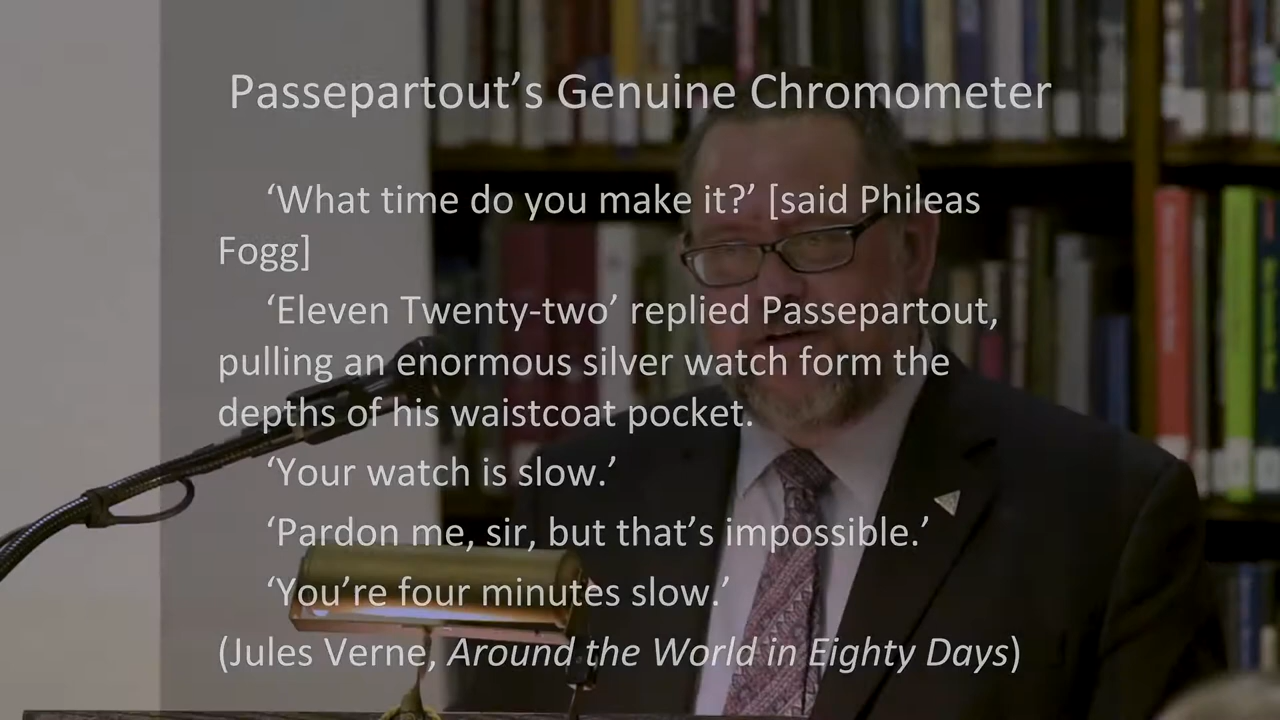 Passepartout’s Genuine Chromometer
‘What time do you make it?’ [said Phileas
Fogg]
‘Eleven Twenty-two’ replied Passepartout,
pulling an enormous silver watch form the
depths of his waistcoat pocket.
‘Your watch is slow.’
‘Pardon me, sir, but that’s impossible.’
‘You’re four minutes slow.’
(Jules Verne, Around the World in Eighty Days)